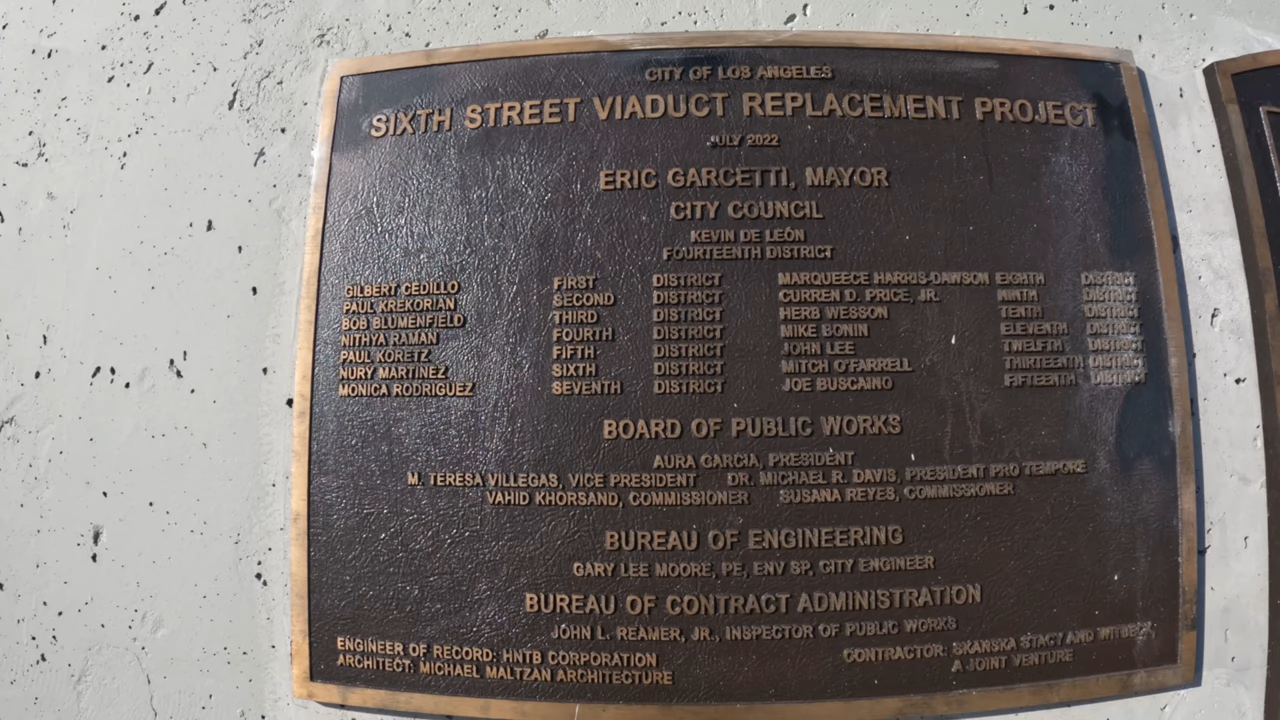 CITY OF LOS ANGELES
SIXTH STREET VIADUCT REPLACEMENT PROJECT
JULY 2022
ERIC GARCETTI, MAYOR
CITY COUNCIL
KEVIN DE LEÓN
FOURTEENTH DISTRICT
GILBERT CEDILLO FIRST DISTRICT MARQUEECE HARRIS-DAWSON EIGHTH DISTRICT
PAUL KREKORIAN SECOND DISTRICT CURREN D. PRICE, JR. NINTH DISTRICT
BOB BLUMENFIELD THIRD DISTRICT HERB WESSON TENTH DISTRICT
NITHYA RAMAN FOURTH DISTRICT MIKE BONIN ELEVENTH DISTRICT
PAUL KORETZ FIFTH DISTRICT JOHN LEE TWELFTH DISTRICT
NURY MARTINEZ SIXTH DISTRICT MITCH O'FARRELL THIRTEENTH DISTRICT
MONICA RODRIGUEZ SEVENTH DISTRICT JOE BUSCAINO FIFTEENTH DISTRICT
BOARD OF PUBLIC WORKS
AURA GARCIA, PRESIDENT
M. TERESA VILLEGAS, VICE PRESIDENT DR. MICHAEL R. DAVIS, PRESIDENT PRO TEMPORE
VAHID KHORSAND, COMMISSIONER SUSANA REYES, COMMISSIONER
BUREAU OF ENGINEERING
GARY LEE MOORE, PE, ENV SP, CITY ENGINEER
BUREAU OF CONTRACT ADMINISTRATION
JOHN L. REAMER, JR., INSPECTOR OF PUBLIC WORKS
ENGINEER OF RECORD: HNTB CORPORATION
ARCHITECT: MICHAEL MALTZAN ARCHITECTURE
CONTRACTOR: SKANSKA STACY AND WITBECK,
A JOINT VENTURE